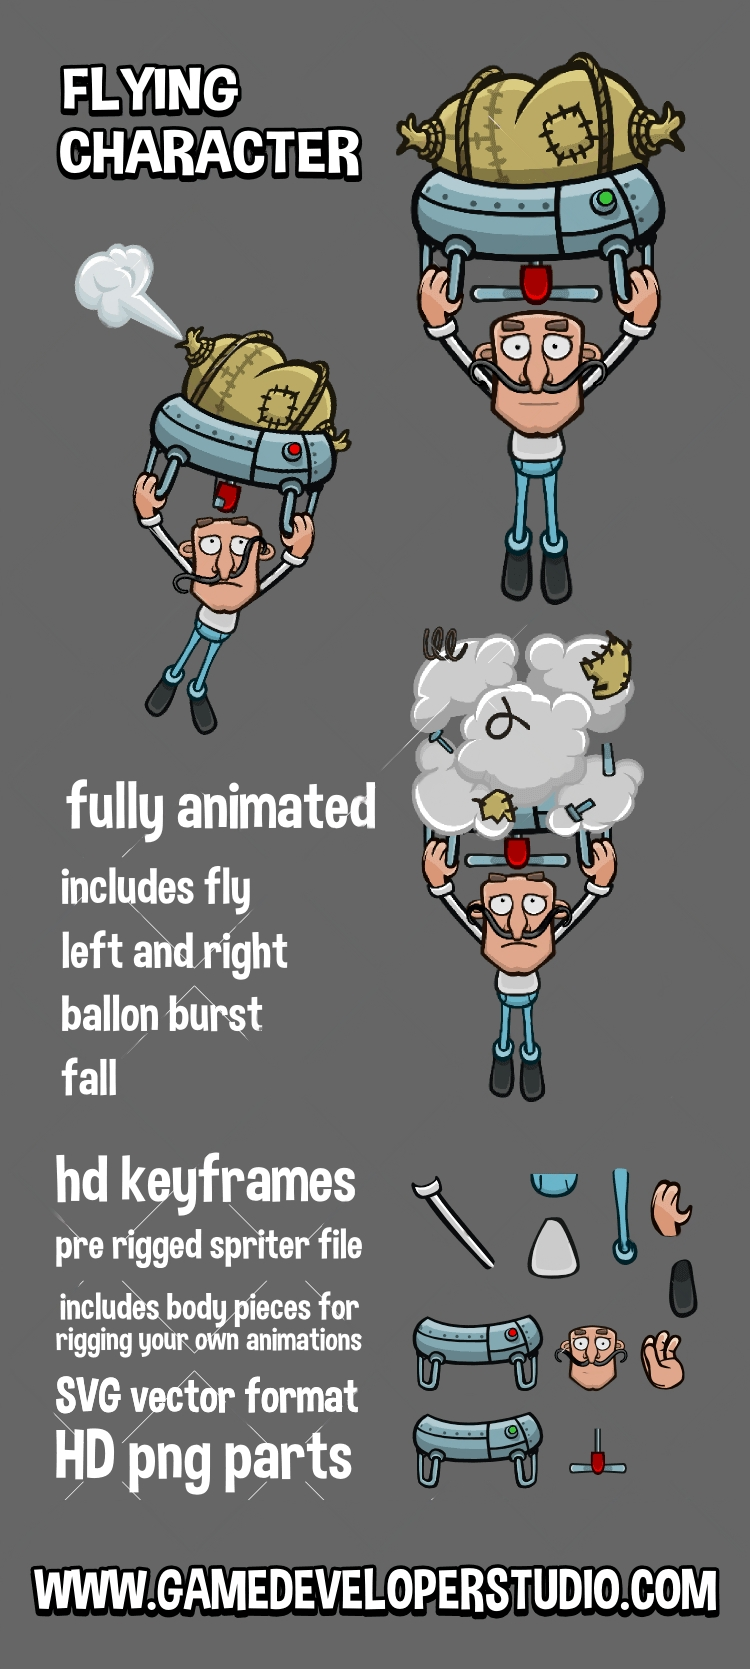 FLYING
CHARACTER
fully animated
includes fly
left and right
ballon burst
fall
hd keyframes
pre rigged spriter file
includes body pieces for
rigging your own animations
SVG vector format
HD png parts
WWW.GAMEDEVELOPERSTUDIO.COM